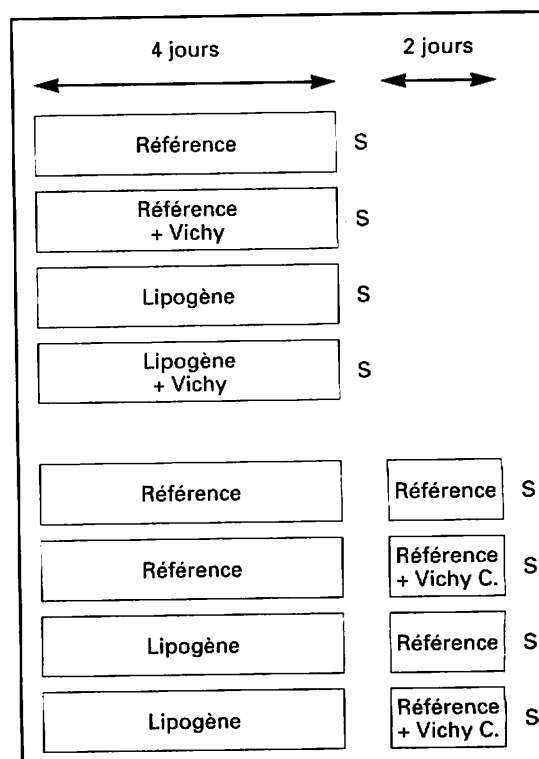 4 jours 2 jours
Référence S
Référence
+ Vichy S
Lipogène S
Lipogène
+ Vichy S
Référence Référence S
Référence Référence
+ Vichy C. S
Lipogène Référence S
Lipogène Référence
+ Vichy C. S